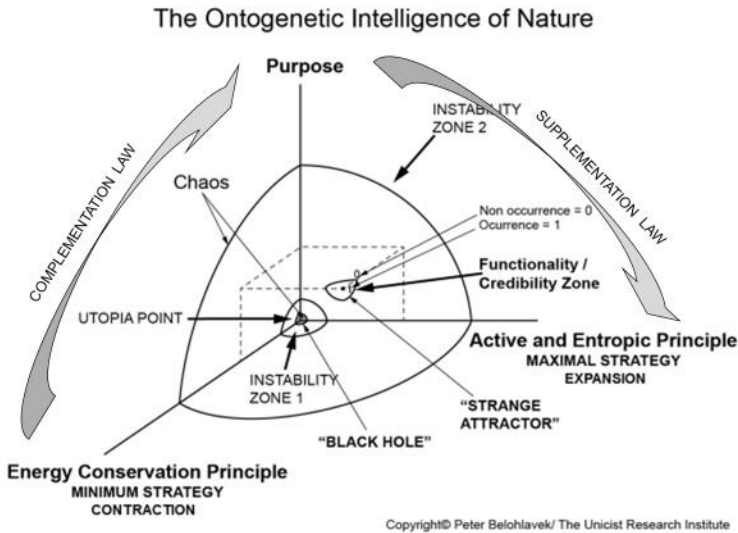 The Ontogenetic Intelligence of Nature
Purpose
INSTABILITY
ZONE 2
SUPPLEMENTATION LAW
COMPLEMENTATION LAW
Chaos
Non occurrence = 0
Ocurrence = 1
0
1
Functionality /
Credibility Zone
UTOPIA POINT
Active and Entropic Principle
MAXIMAL STRATEGY
EXPANSION
INSTABILITY
ZONE 1
"STRANGE
ATTRACTOR"
"BLACK HOLE"
Energy Conservation Principle
MINIMUM STRATEGY
CONTRACTION
Copyright© Peter Belohlavek/ The Unicist Research Institute